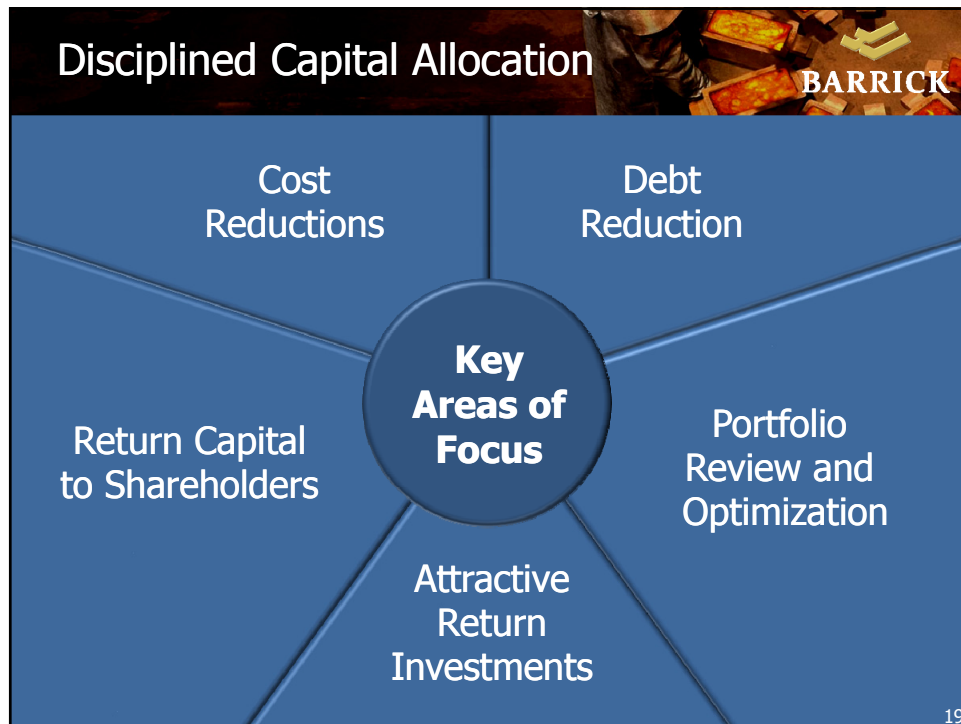 Disciplined Capital Allocation
BARRICK
Cost
Reductions
Debt
Reduction
Key
Areas of
Focus
Return Capital
to Shareholders
Portfolio
Review and
Optimization
Attractive
Return
Investments
19